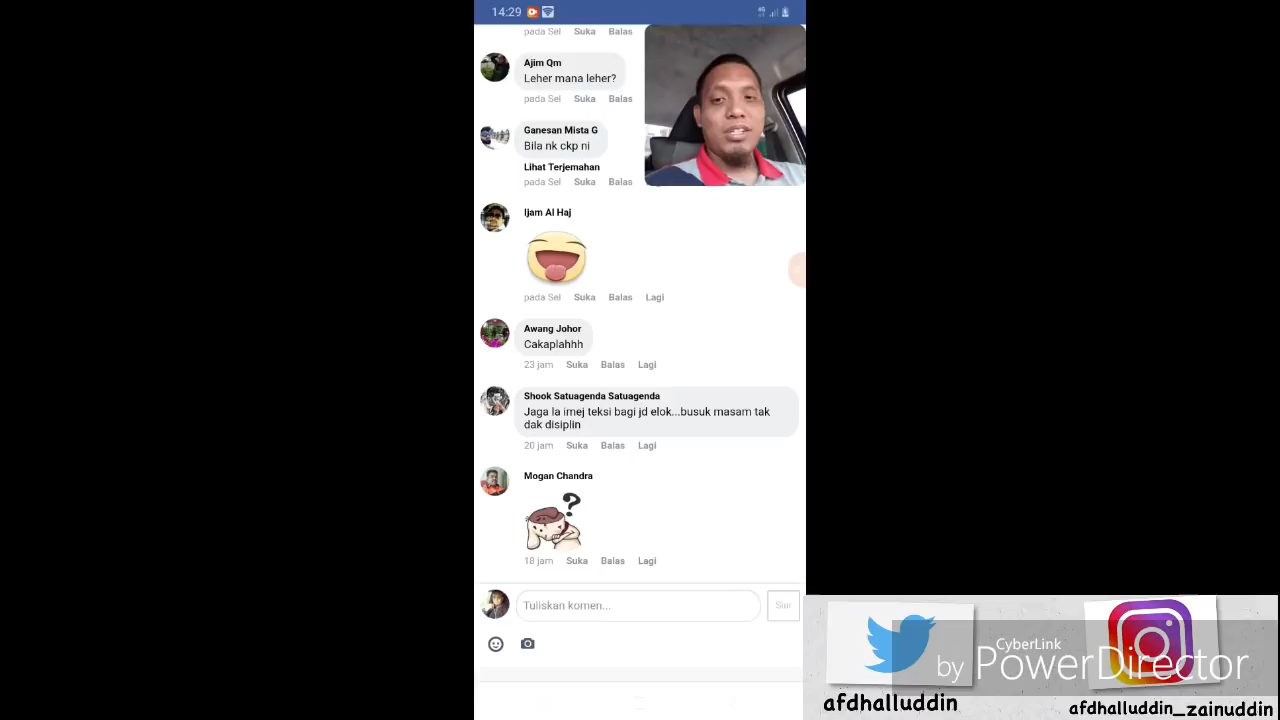 14:29
4G
pada Sel Suka Balas
Ajim Qm
Leher mana leher?
pada Sel Suka Balas
Ganesan Mista G
Bila nk ckp ni
Lihat Terjemahan
pada Sel Suka Balas
Ijam Al Haj
pada Sel Suka Balas Lagi
Awang Johor
Cakaplahhh
23 jam Suka Balas Lagi
Shook Satuagenda Satuagenda
Jaga la imej teksi bagi jd elok...busuk masam tak
dak disiplin
20 jam Suka Balas Lagi
Mogan Chandra
?
18 jam Suka Balas Lagi
Tuliskan komen...
Siar
CyberLink
by PowerDirector
afdhalluddin
afdhalluddin_zainuddin